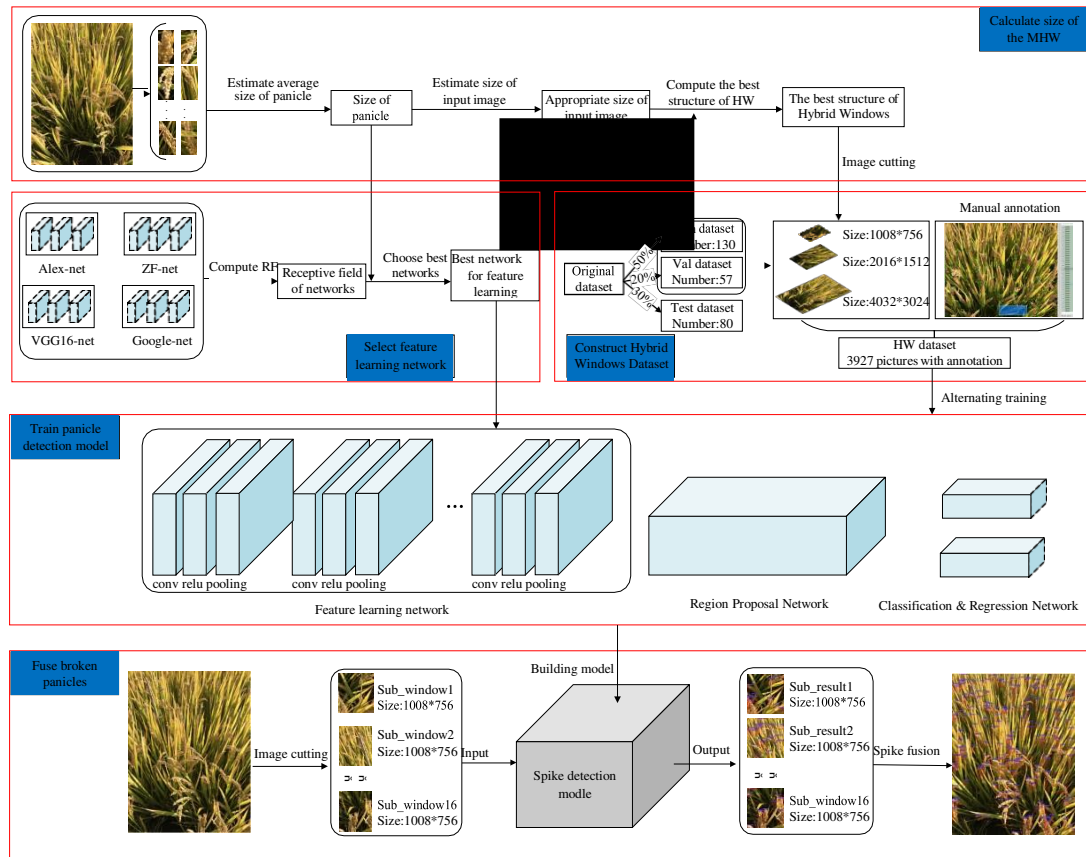 Calculate size of
the MHW
Estimate average
size of panicle
Size of
panicle
Estimate size of
input image
Appropriate size of
input image
Compute the best
structure of HW
The best structure of
Hybrid Windows
Image cutting
Alex-net
ZF-net
VGG16-net
Google-net
Compute RF
Receptive field
of networks
Choose best
networks
Best network
for feature
learning
Select feature
learning network
Original
dataset
50%
20%
30%
dataset
Number:130
Val dataset
Number:57
Test dataset
Number:80
Construct Hybrid
Windows Dataset
Size:1008*756
Size:2016*1512
Size:4032*3024
Manual annotation
HW dataset
3927 pictures with annotation
Alternating training
Train panicle
detection model
...
conv relu pooling
conv relu pooling
conv relu pooling
Feature learning network
Region Proposal Network
Classification & Regression Network
Fuse broken
panicles
Building model
Image cutting
Sub_window1
Size:1008*756
Sub_window2
Size:1008*756
Sub_window16
Size:1008*756
Input
Spike detection
modle
Output
Sub_result1
Size:1008*756
Sub_result2
Size:1008*756
Sub_window16
Size:1008*756
Spike fusion